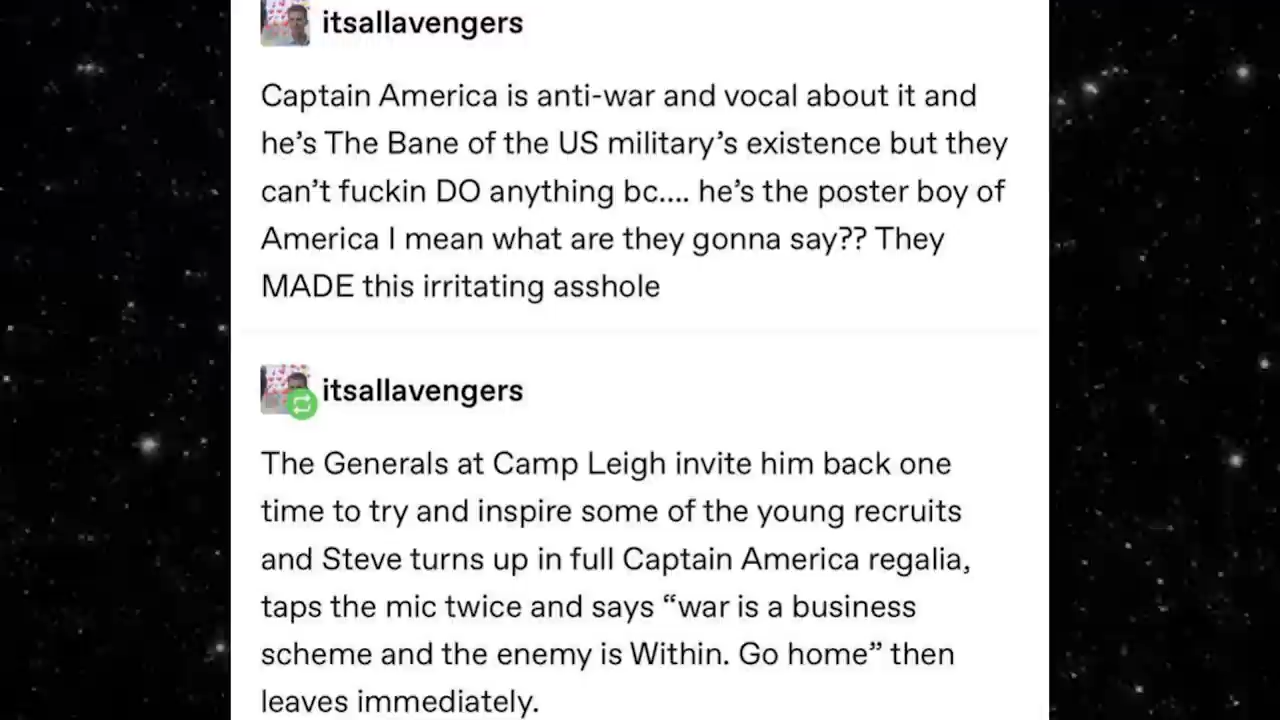 itsallavengers
Captain America is anti-war and vocal about it and
he’s The Bane of the US military’s existence but they
can’t fuckin DO anything bc.... he’s the poster boy of
America I mean what are they gonna say?? They
MADE this irritating asshole
itsallavengers
The Generals at Camp Leigh invite him back one
time to try and inspire some of the young recruits
and Steve turns up in full Captain America regalia,
taps the mic twice and says “war is a business
scheme and the enemy is Within. Go home” then
leaves immediately.